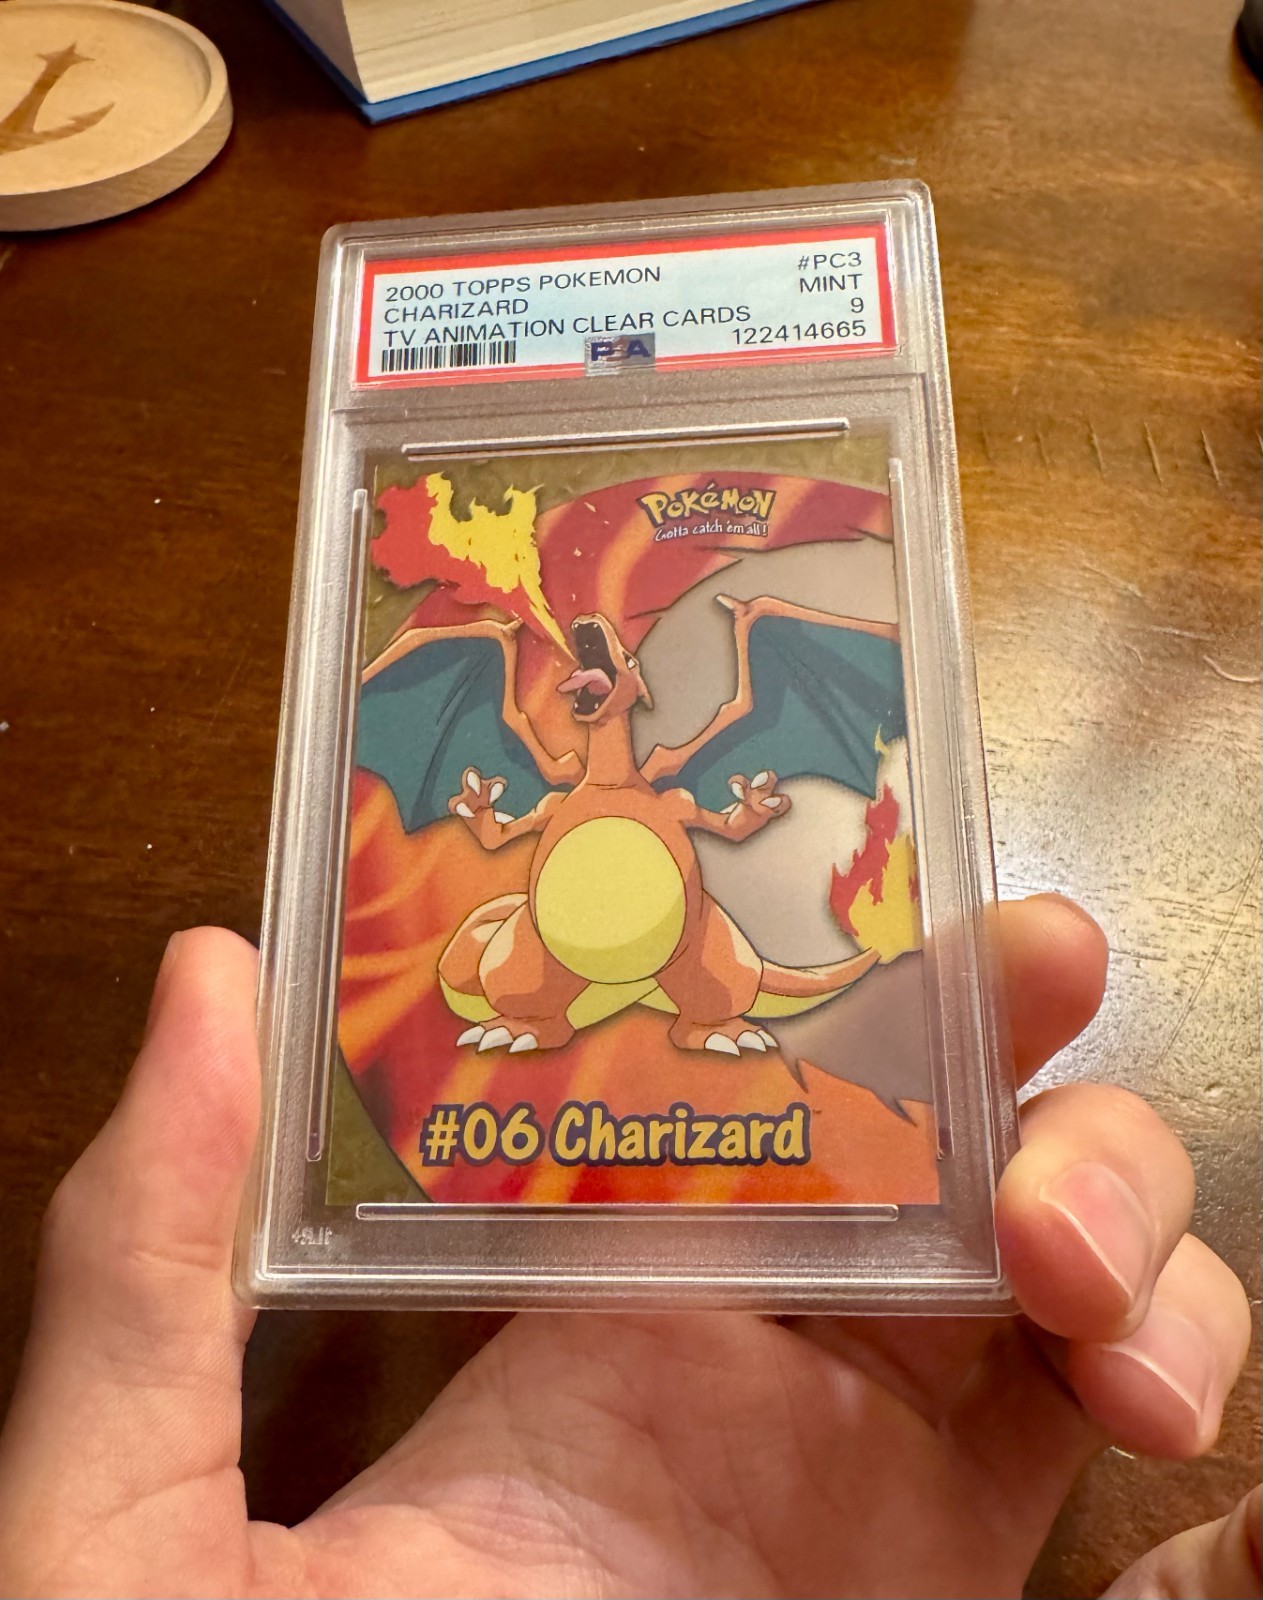 2000 TOPPS POKEMON #PC3
CHARIZARD MINT
TV ANIMATION CLEAR CARDS 9
PSA 122414665
POKéMON
Gotta catch 'em all!
#06 Charizard™